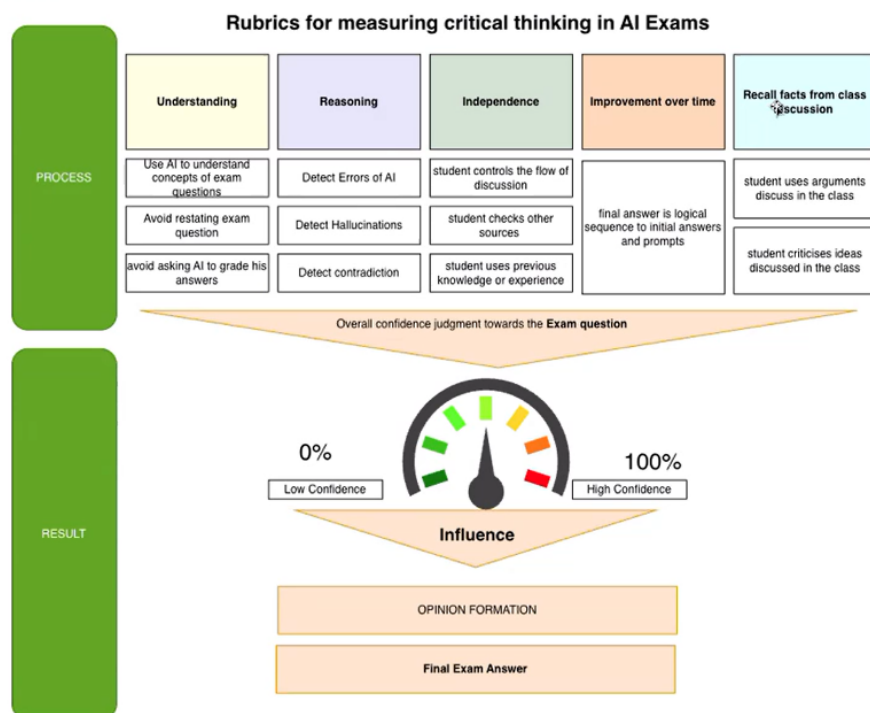 Rubrics for measuring critical thinking in AI Exams
PROCESS
Understanding
Reasoning
Independence
Improvement over time
Recall facts from class
discussion
Use AI to understand
concepts of exam
questions
Avoid restating exam
question
avoid asking AI to grade his
answers
Detect Errors of AI
Detect Hallucinations
Detect contradiction
student controls the flow of
discussion
student checks other
sources
student uses previous
knowledge or experience
final answer is logical
sequence to initial answers
and prompts
student uses arguments
discuss in the class
student criticises ideas
discussed in the class
Overall confidence judgment towards the Exam question
RESULT
0%
Low Confidence
100%
High Confidence
Influence
OPINION FORMATION
Final Exam Answer